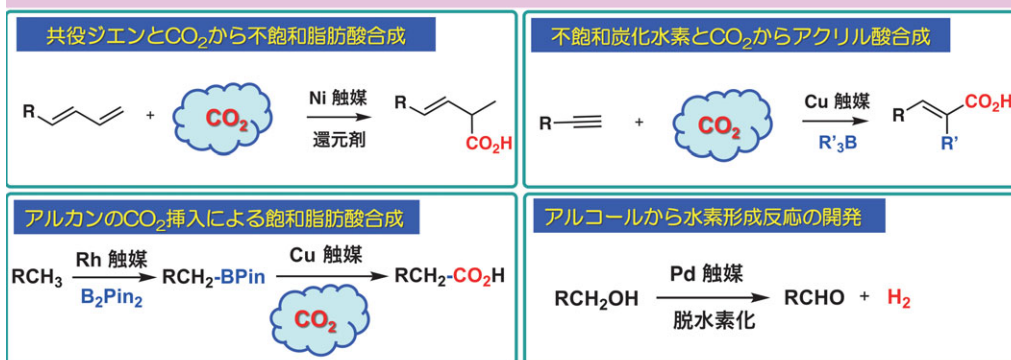 共役ジエンとCO₂から不飽和脂肪酸合成
R
+
CO₂
Ni 触媒
還元剤
R
CO₂H
不飽和炭化水素とCO₂からアクリル酸合成
R
+
CO₂
Cu 触媒
R'₃B
R
CO₂H
R'
アルカンのCO₂挿入による飽和脂肪酸合成
RCH₃
Rh 触媒
B₂Pin₂
RCH₂-BPin
Cu 触媒
CO₂
RCH₂-CO₂H
アルコールから水素形成反応の開発
RCH₂OH
Pd 触媒
脱水素化
RCHO + H₂